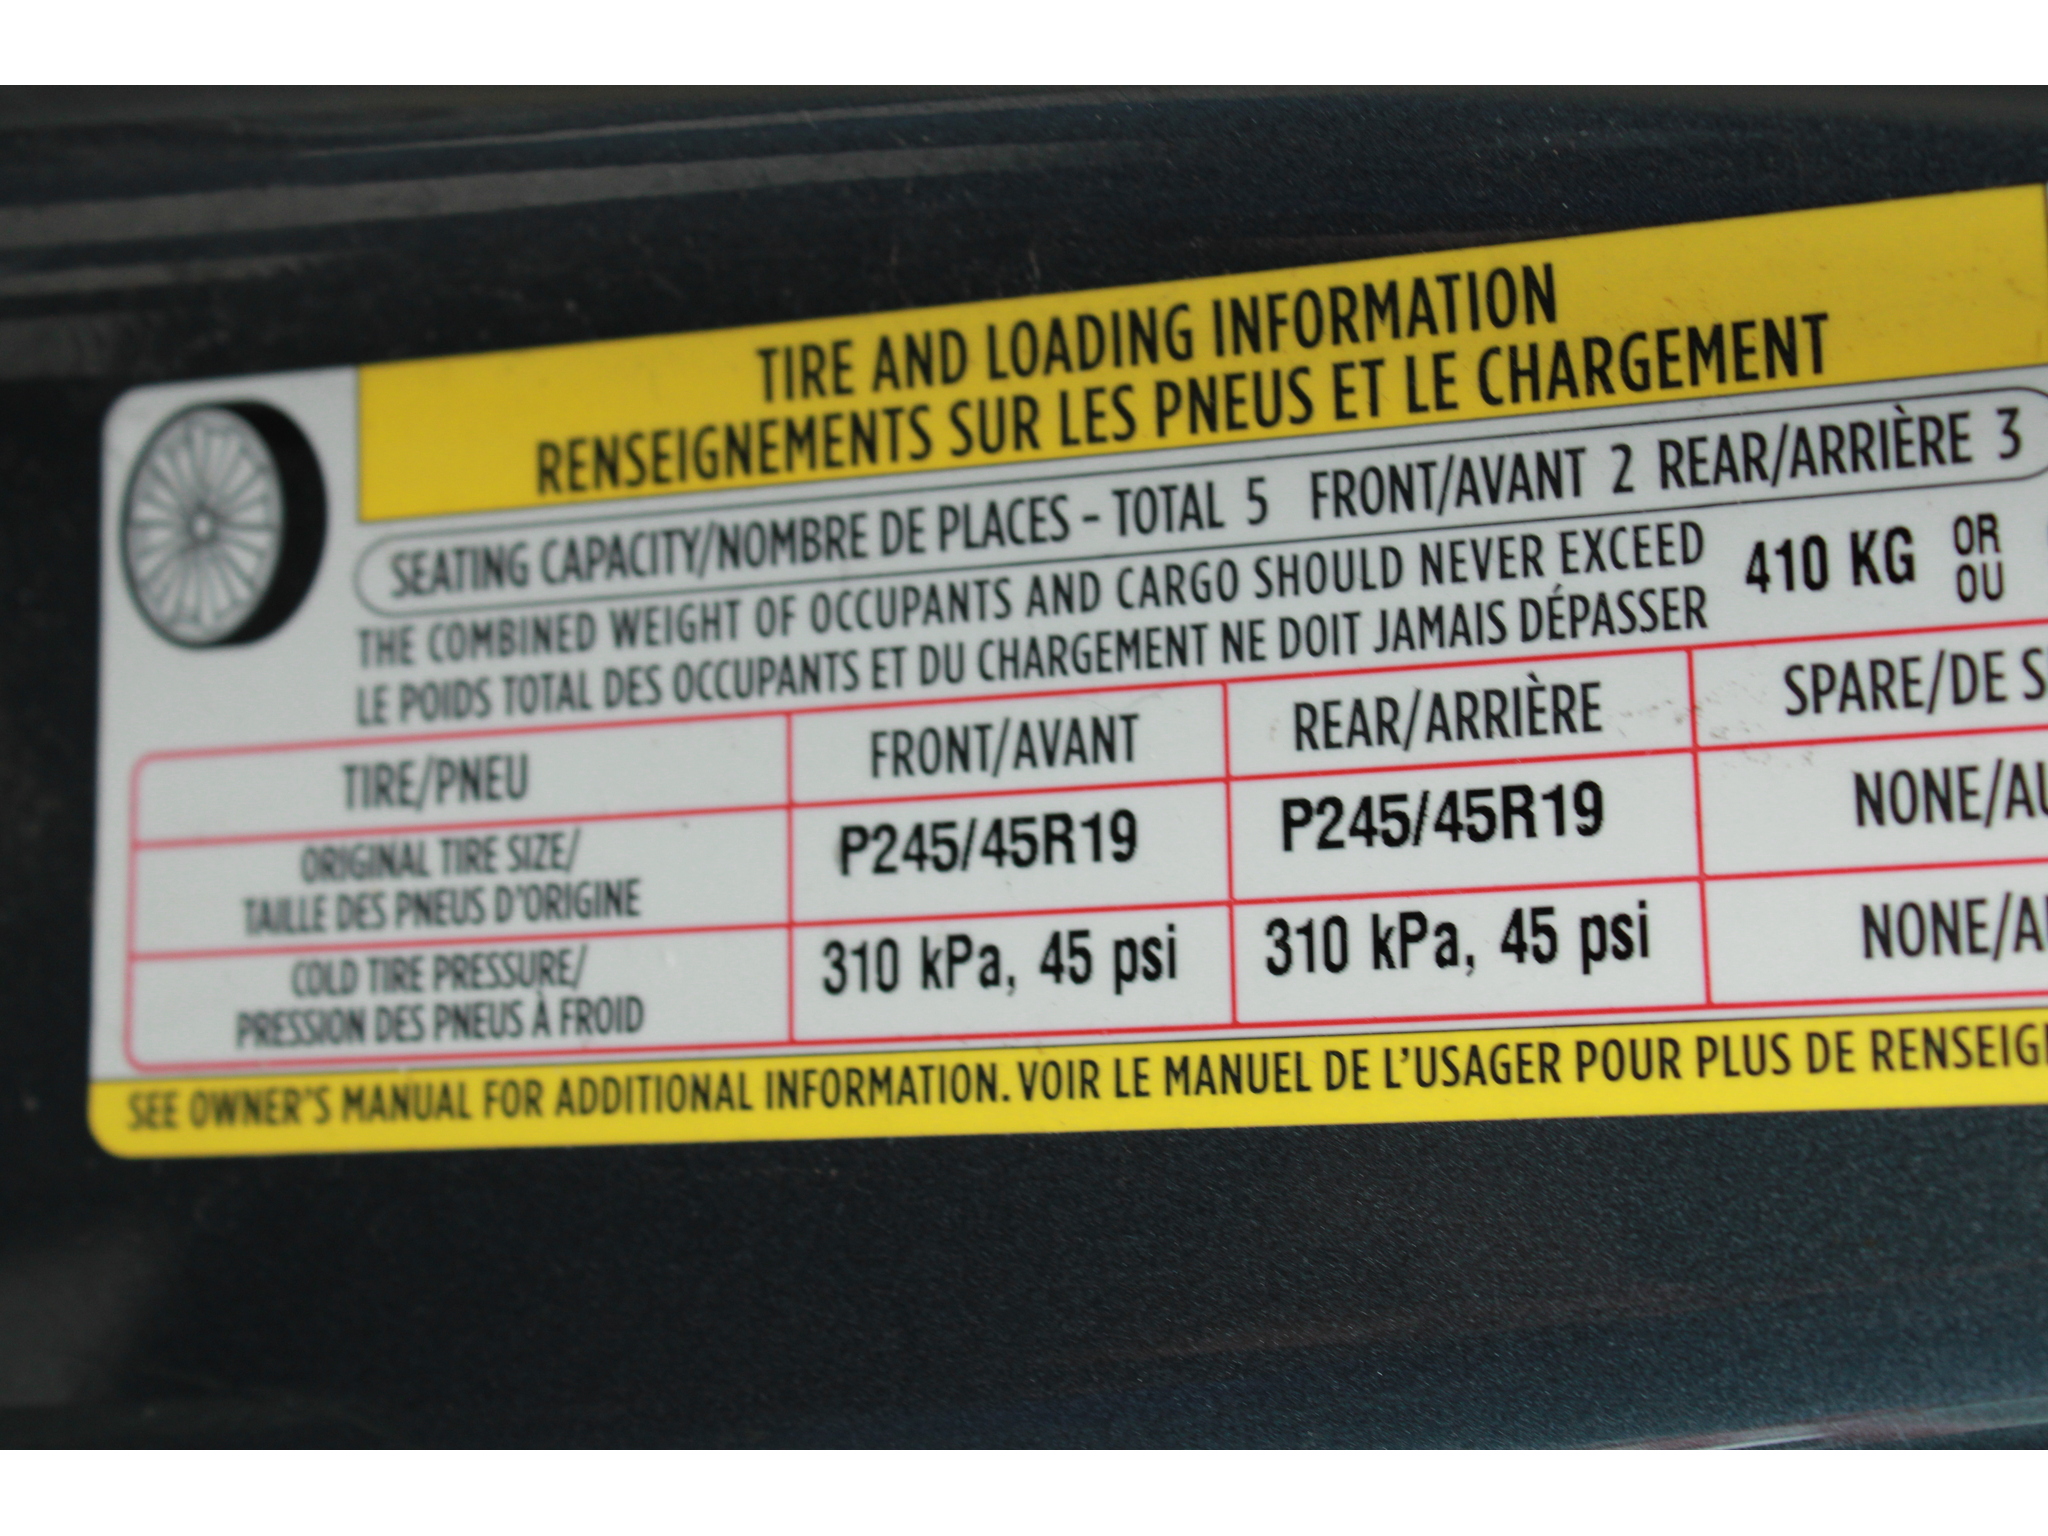 TIRE AND LOADING INFORMATION
RENSEIGNEMENTS SUR LES PNEUS ET LE CHARGEMENT
SEATING CAPACITY/NOMBRE DE PLACES - TOTAL 5 FRONT/AVANT 2 REAR/ARRIÈRE 3
THE COMBINED WEIGHT OF OCCUPANTS AND CARGO SHOULD NEVER EXCEED
LE POIDS TOTAL DES OCCUPANTS ET DU CHARGEMENT NE DOIT JAMAIS DÉPASSER
410 KG OR
OU
TIRE/PNEU FRONT/AVANT REAR/ARRIÈRE SPARE/DE
ORIGINAL TIRE SIZE/
TAILLE DES PNEUS D'ORIGINE
P245/45R19 P245/45R19 NONE/
COLD TIRE PRESSURE/
PRESSION DES PNEUS À FROID
310 kPa, 45 psi 310 kPa, 45 psi NONE/
SEE OWNER'S MANUAL FOR ADDITIONAL INFORMATION. VOIR LE MANUEL DE L'USAGER POUR PLUS DE